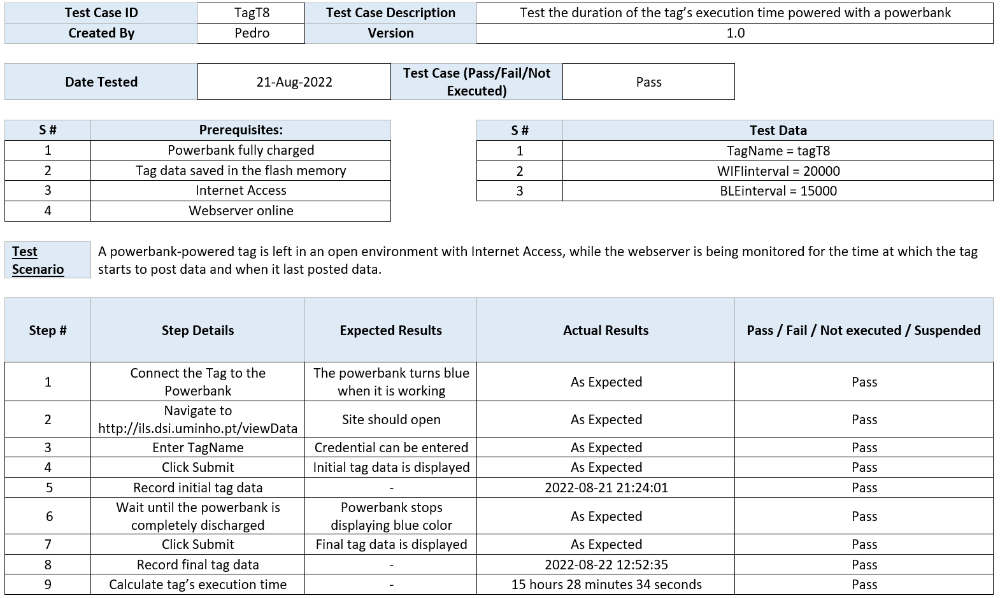 Test Case ID TagT8 Test Case Description Test the duration of the tag’s execution time powered with a powerbank
Created By Pedro Version 1.0
Date Tested 21-Aug-2022 Test Case (Pass/Fail/Not
Executed) Pass
S # Prerequisites:
1 Powerbank fully charged
2 Tag data saved in the flash memory
3 Internet Access
4 Webserver online
S # Test Data
1 TagName = tagT8
2 WIFIinterval = 20000
3 BLEinterval = 15000
Test
Scenario
A powerbank-powered tag is left in an open environment with Internet Access, while the webserver is being monitored for the time at which the tag
starts to post data and when it last posted data.
Step # Step Details Expected Results Actual Results Pass / Fail / Not executed / Suspended
1
Connect the Tag to the
Powerbank
The powerbank turns blue
when it is working
As Expected
Pass
2
Navigate to
http://ils.dsi.uminho.pt/viewData
Site should open
As Expected
Pass
3 Enter TagName Credential can be entered As Expected Pass
4 Click Submit Initial tag data is displayed As Expected Pass
5 Record initial tag data - 2022-08-21 21:24:01 Pass
6
Wait until the powerbank is
completely discharged
Powerbank stops
displaying blue color
As Expected
Pass
7 Click Submit Final tag data is displayed As Expected Pass
8 Record final tag data - 2022-08-22 12:52:35 Pass
9 Calculate tag’s execution time - 15 hours 28 minutes 34 seconds Pass